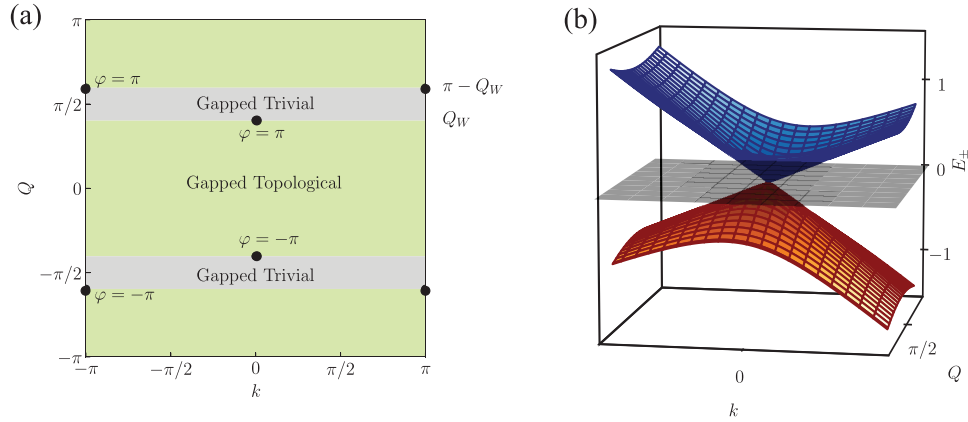 (a)
π
φ = π
π − Q_W
π/2
Gapped Trivial
Q_W
φ = π
Q
0
Gapped Topological
φ = −π
−π/2
Gapped Trivial
φ = −π
−π
−π
−π/2
0
π/2
π
k
(b)
1
0
E±
−1
π/2
Q
0
k